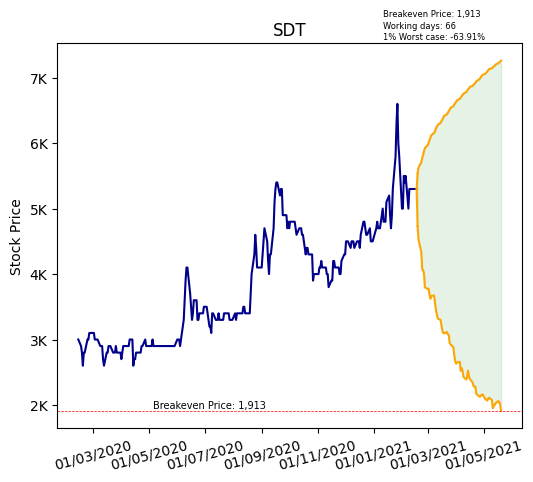 Breakeven Price: 1,913
Working days: 66
1% Worst case: -63.91%
SDT
Stock Price
7K
6K
5K
4K
3K
2K
Breakeven Price: 1,913
01/03/2020
01/05/2020
01/07/2020
01/09/2020
01/11/2020
01/01/2021
01/03/2021
01/05/2021